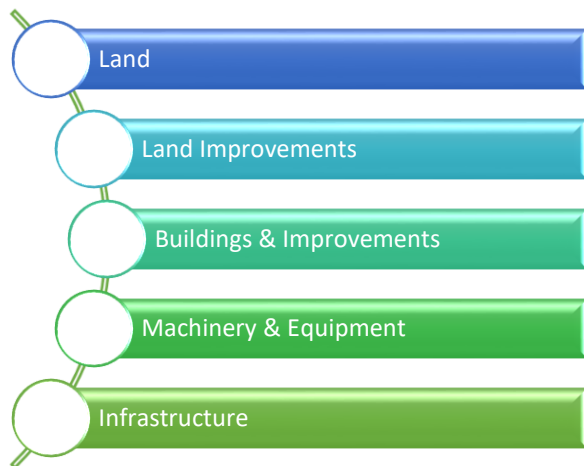 Land
Land Improvements
Buildings & Improvements
Machinery & Equipment
Infrastructure